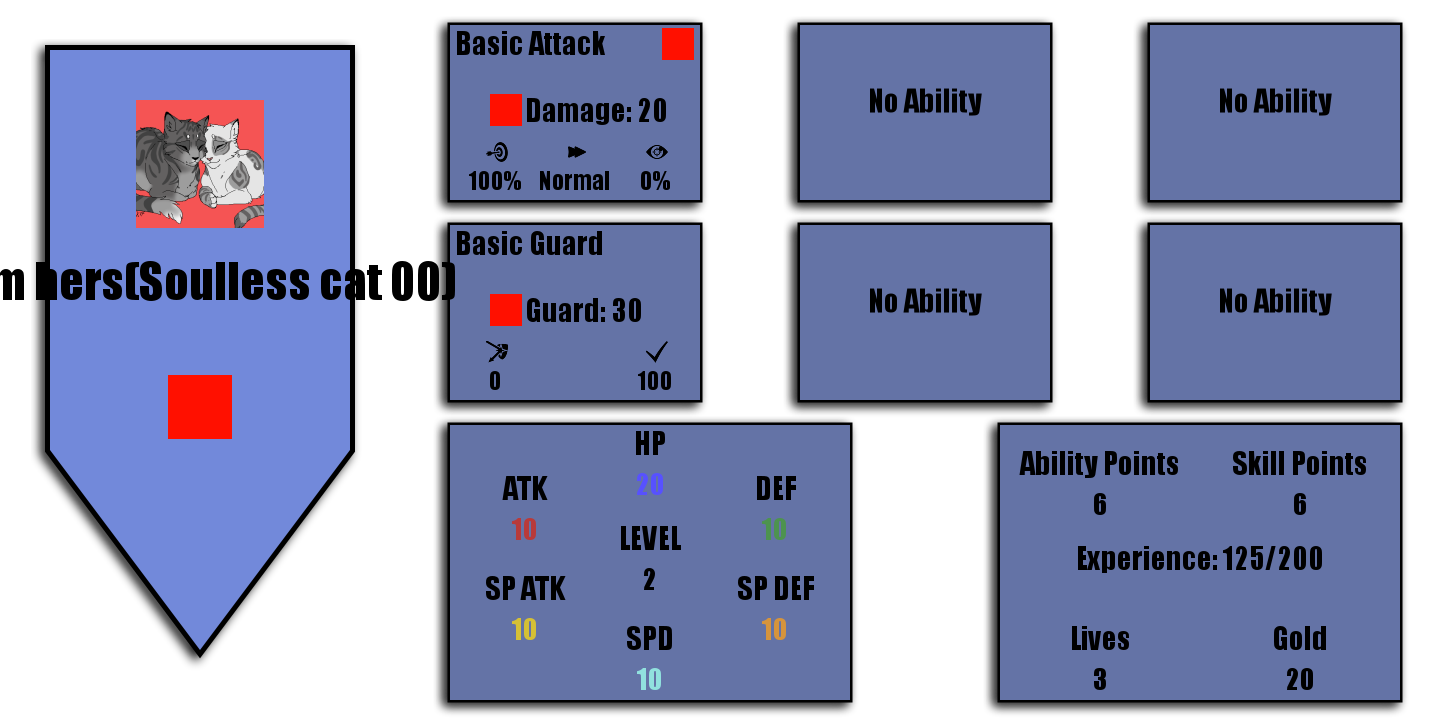 m hers(Soulless cat 00)
Basic Attack
Damage: 20
100% Normal 0%
No Ability
No Ability
Basic Guard
Guard: 30
0 100
No Ability
No Ability
HP
20
ATK
10
DEF
10
LEVEL
2
SP ATK
10
SP DEF
10
SPD
10
Ability Points
6
Skill Points
6
Experience: 125/200
Lives
3
Gold
20